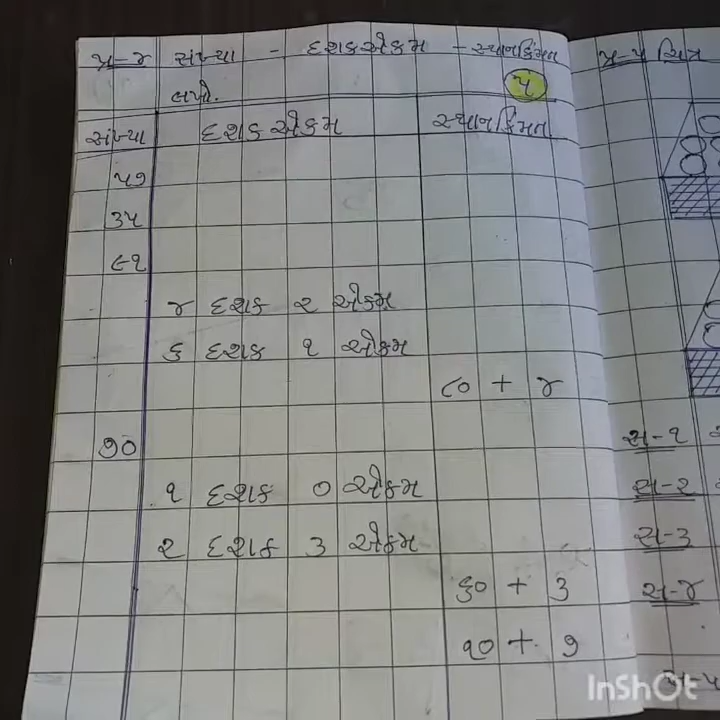 પ્ર-૪ સંખ્યા - દશક એકમ - સ્થાનકિંમત
લખો. ૫
સંખ્યા દશક એકમ સ્થાનકિંમત
૫૭
૩૫
૯૧
૪ દશક ૨ એકમ
૬ દશક ૧ એકમ
૮૦ + ૪
૭૦
૧ દશક ૦ એકમ
૨ દશક ૩ એકમ
૬૦ + ૩
૧૦ + ૭
પ્ર-૫ ચિત્ર
સ-૧
સ-૨
સ-૩
સ-૪
સ-૫
InShOt